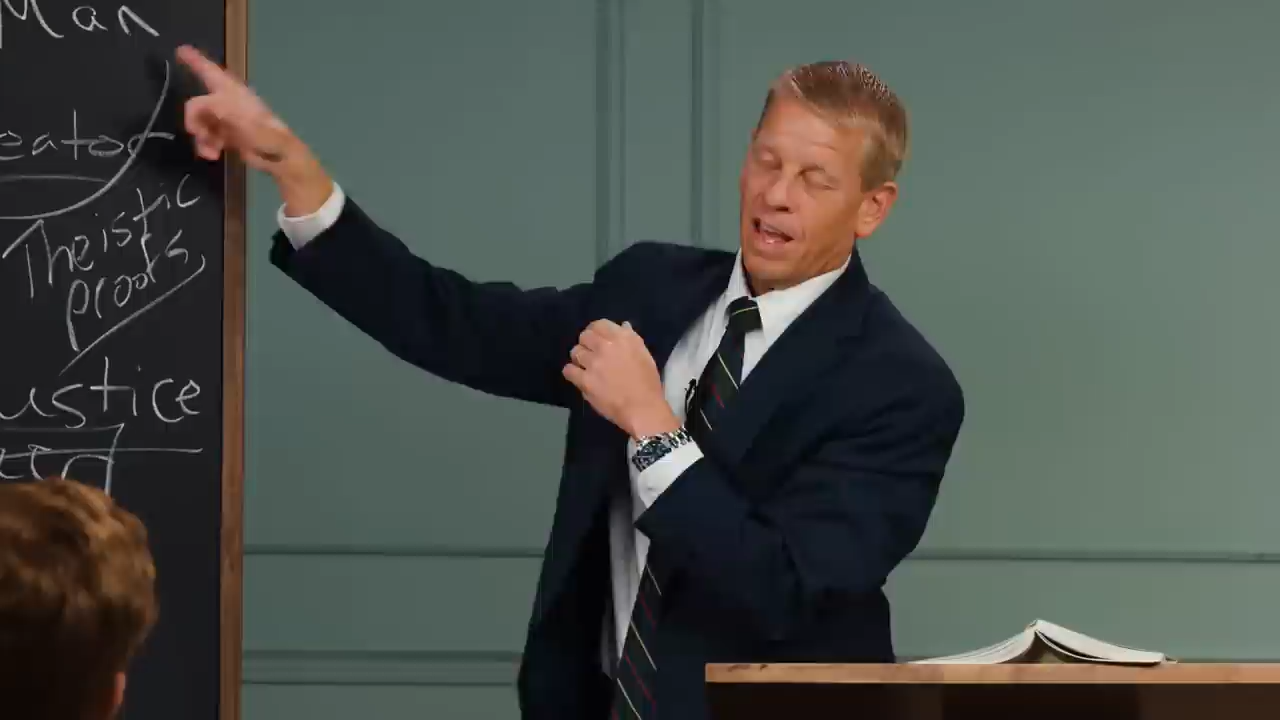 Man
eator
Theistic
proofs
ustice